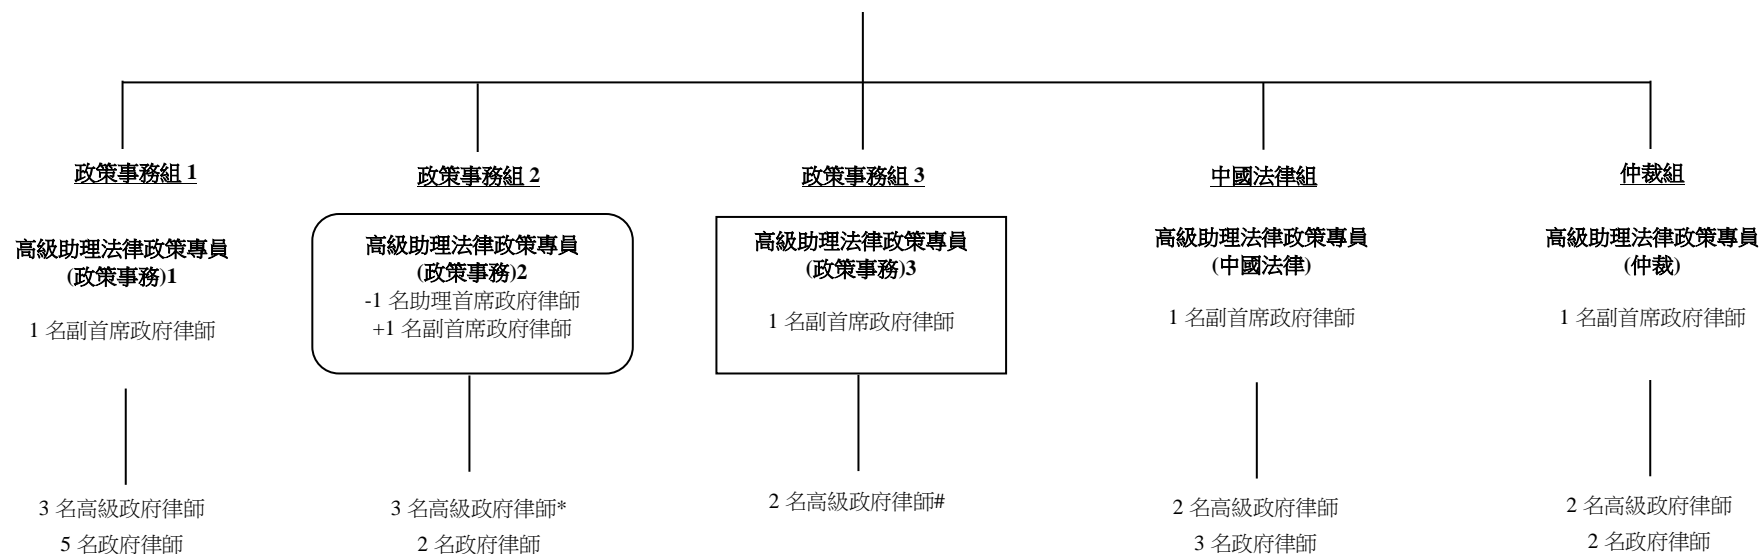 政策事務組 1
高級助理法律政策專員
(政策事務)1
1 名副首席政府律師
3 名高級政府律師
5 名政府律師
政策事務組 2
高級助理法律政策專員
(政策事務)2
-1 名助理首席政府律師
+1 名副首席政府律師
3 名高級政府律師*
2 名政府律師
政策事務組 3
高級助理法律政策專員
(政策事務)3
1 名副首席政府律師
2 名高級政府律師#
中國法律組
高級助理法律政策專員
(中國法律)
1 名副首席政府律師
2 名高級政府律師
3 名政府律師
仲裁組
高級助理法律政策專員
(仲裁)
1 名副首席政府律師
2 名高級政府律師
2 名政府律師